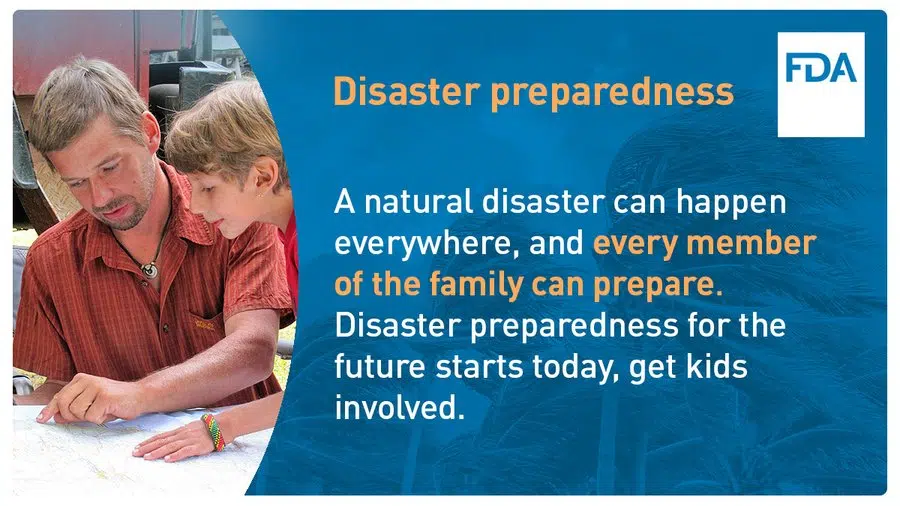 FDA
Disaster preparedness
A natural disaster can happen
everywhere, and every member
of the family can prepare.
Disaster preparedness for the
future starts today, get kids
involved.